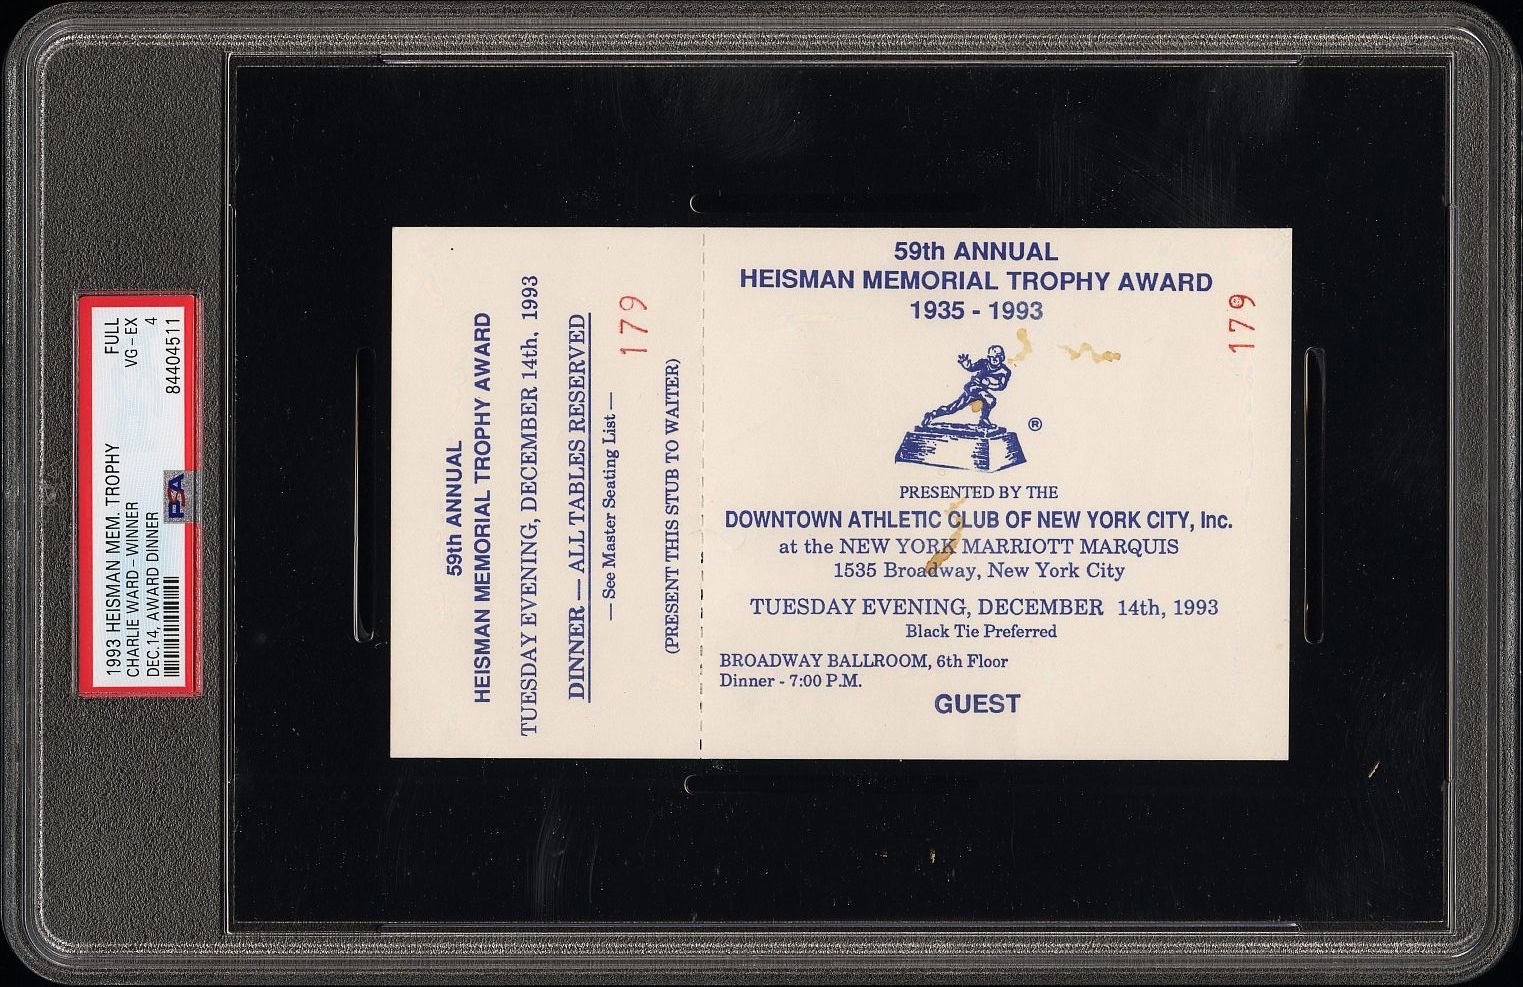 1993 HEISMAN MEM. TROPHY FULL
CHARLIE WARD - WINNER VG - EX
DEC.14, AWARD DINNER 4
PSA 84404511
59th ANNUAL
HEISMAN MEMORIAL TROPHY AWARD
TUESDAY EVENING, DECEMBER 14th, 1993
DINNER — ALL TABLES RESERVED
— See Master Seating List —
179
(PRESENT THIS STUB TO WAITER)
59th ANNUAL
HEISMAN MEMORIAL TROPHY AWARD
1935 - 1993
179
®
PRESENTED BY THE
DOWNTOWN ATHLETIC CLUB OF NEW YORK CITY, Inc.
at the NEW YORK MARRIOTT MARQUIS
1535 Broadway, New York City
TUESDAY EVENING, DECEMBER 14th, 1993
Black Tie Preferred
BROADWAY BALLROOM, 6th Floor
Dinner - 7:00 P.M.
GUEST